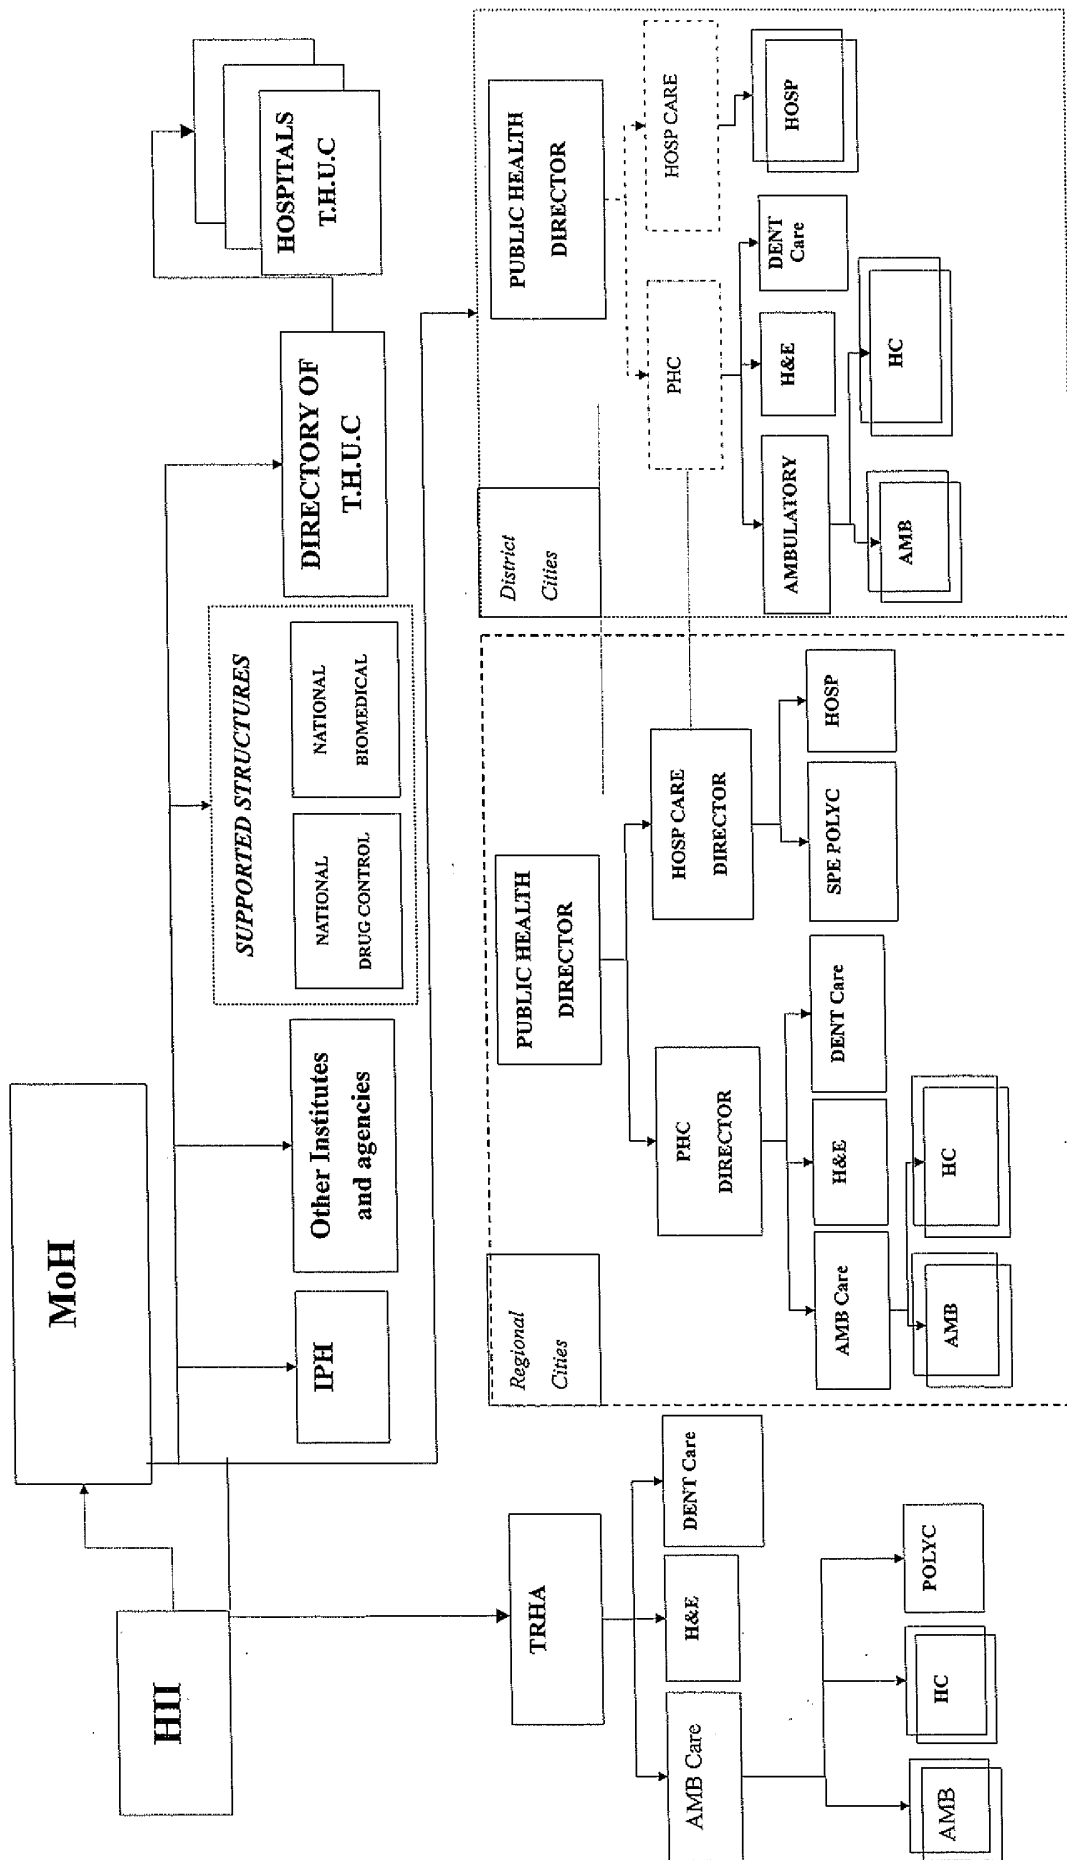 MoH
HII
IPH
Other Institutes
and agencies
SUPPORTED STRUCTURES
NATIONAL
DRUG CONTROL
NATIONAL
BIOMEDICAL
DIRECTORY OF
T.H.U.C
HOSPITALS
T.H.U.C
TRHA
AMB Care
H&E
DENT Care
AMB
HC
POLYC
Regional
Cities
PUBLIC HEALTH
DIRECTOR
PHC
DIRECTOR
HOSP CARE
DIRECTOR
AMB Care
H&E
DENT Care
SPE POLYC
HOSP
AMB
HC
District
Cities
PUBLIC HEALTH
DIRECTOR
PHC
HOSP CARE
AMBULATORY
H&E
DENT
Care
HOSP
AMB
HC